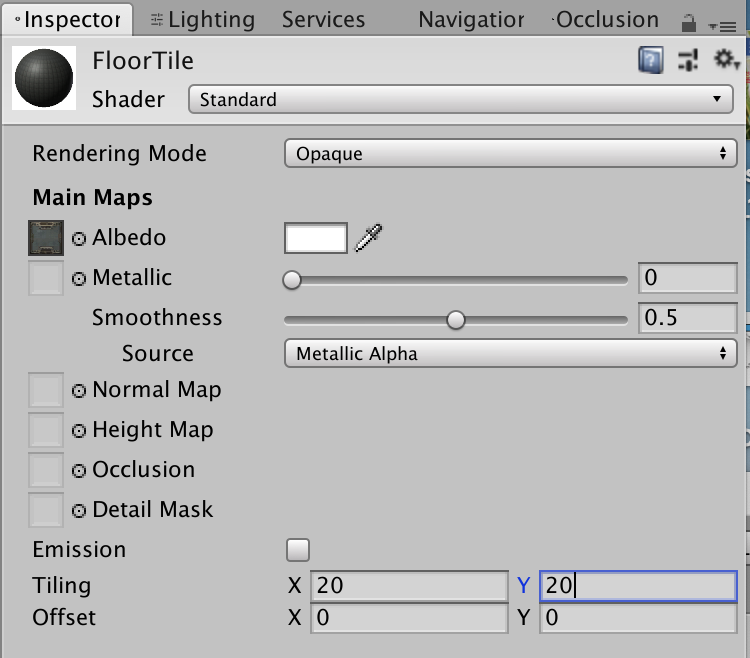 Inspector Lighting Services Navigation Occlusion
FloorTile
Shader Standard
Rendering Mode Opaque
Main Maps
Albedo
Metallic 0
Smoothness 0.5
Source Metallic Alpha
Normal Map
Height Map
Occlusion
Detail Mask
Emission
Tiling X 20 Y 20
Offset X 0 Y 0